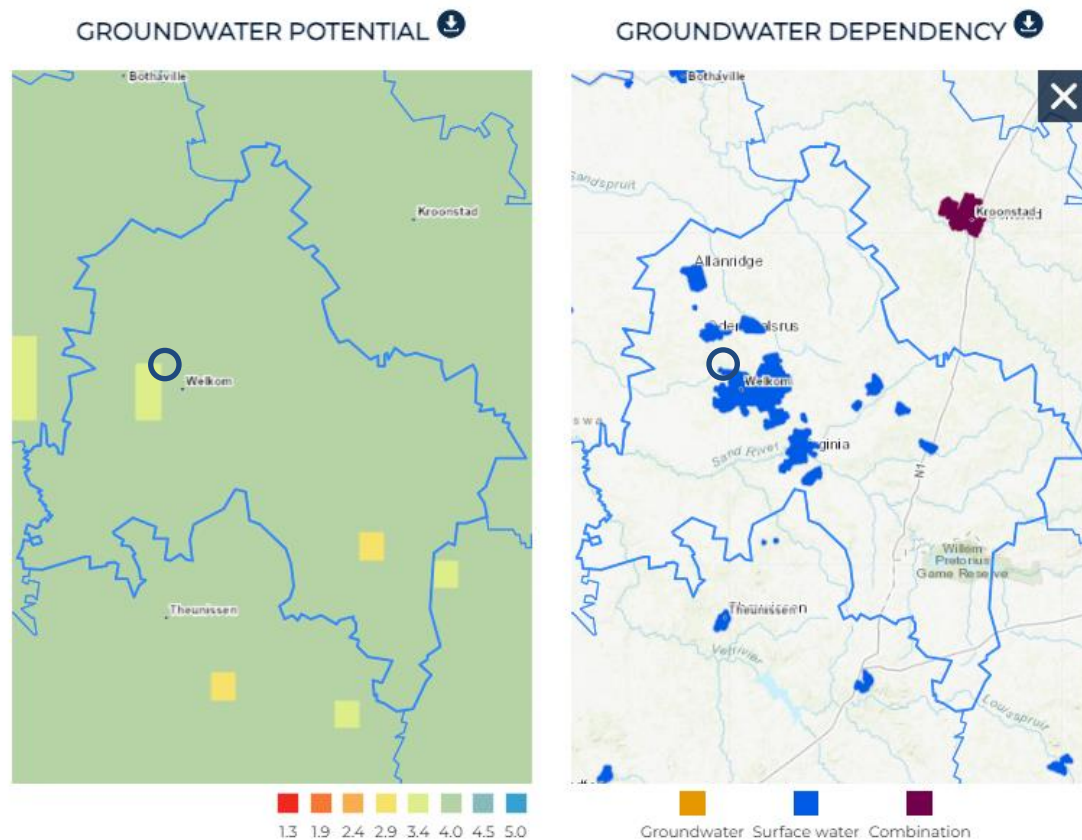 GROUNDWATER POTENTIAL
GROUNDWATER DEPENDENCY
Bothaville
Kroonstad
Welkom
Theunissen
1.3 1.9 2.4 2.9 3.4 4.0 4.5 5.0
Bothaville
Sandspruit
Kroonstad
Allanridge
Welkom
swa
Sand River
ginia
N1
Willem
Pretorius
Game Reserve
Theunissen
Vetrivier
Groundwater Surface water Combination